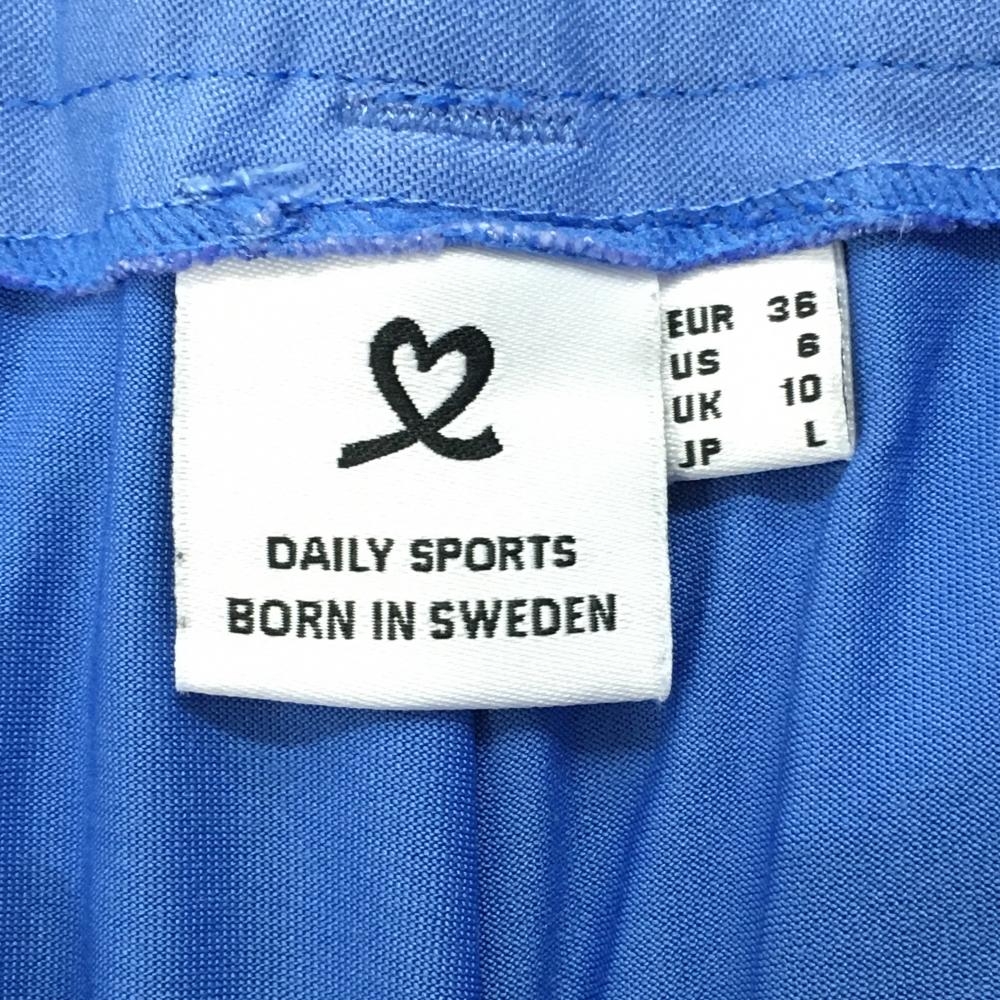 DAILY SPORTS
BORN IN SWEDEN
EUR 36
US 6
UK 10
JP L